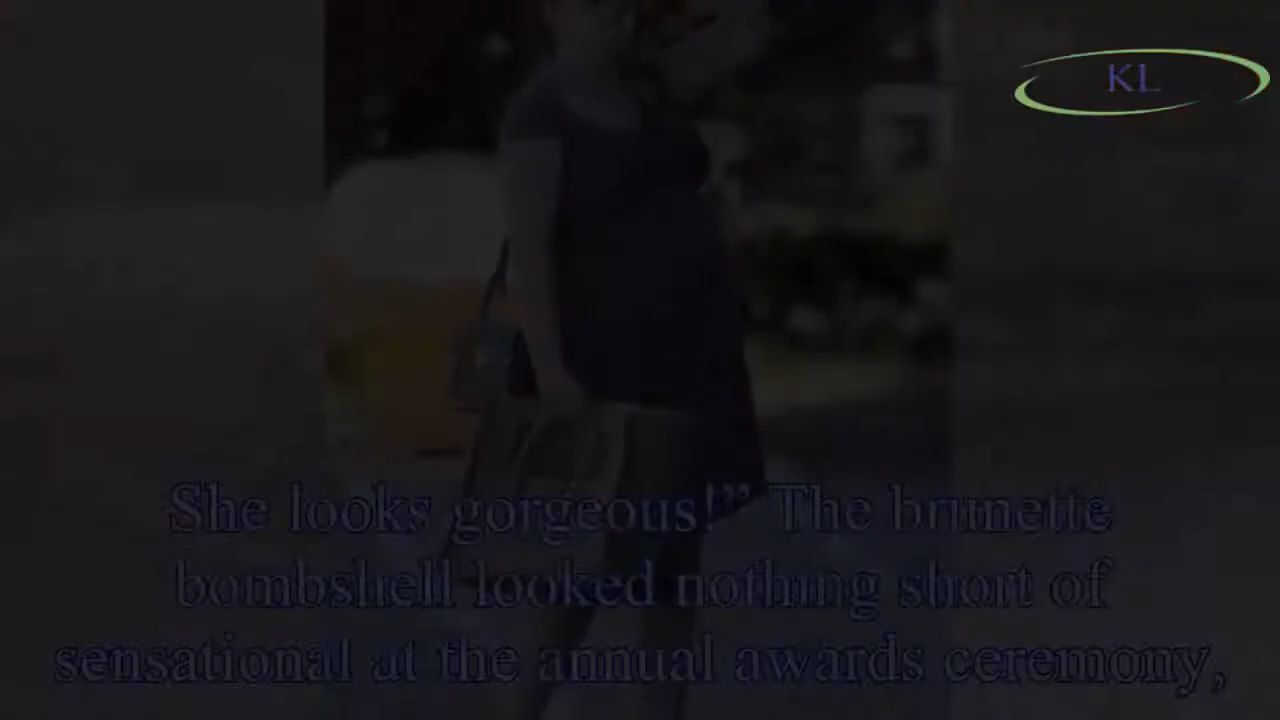 KL
She looks gorgeous!” The brunette
bombshell looked nothing short of
sensational at the annual awards ceremony,